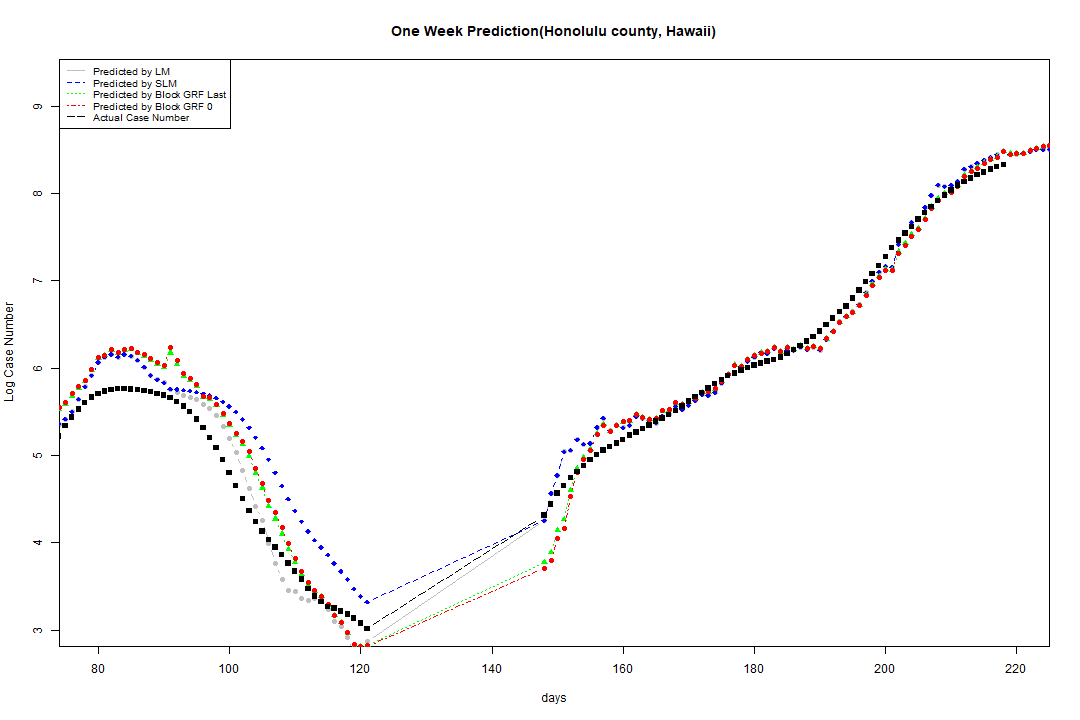 One Week Prediction(Honolulu county, Hawaii)
Predicted by LM
Predicted by SLM
Predicted by Block GRF Last
Predicted by Block GRF 0
Actual Case Number
9
8
7
6
5
4
3
Log Case Number
80 100 120 140 160 180 200 220
days